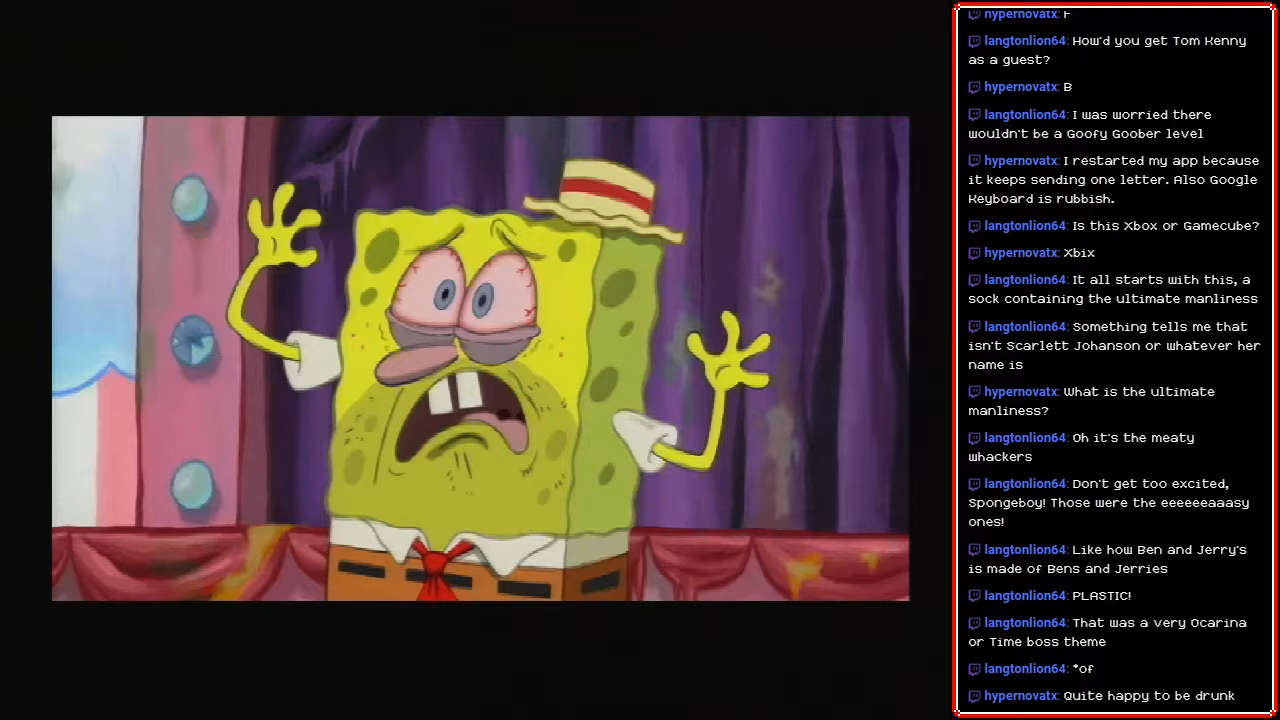 hypernovatx: F
langtonlion64: How'd you get Tom Kenny
as a guest?
hypernovatx: B
langtonlion64: I was worried there
wouldn't be a Goofy Goober level
hypernovatx: I restarted my app because
it keeps sending one letter. Also Google
Keyboard is rubbish.
langtonlion64: Is this Xbox or Gamecube?
hypernovatx: Xbix
langtonlion64: It all starts with this, a
sock containing the ultimate manliness
langtonlion64: Something tells me that
isn't Scarlett Johanson or whatever her
name is
hypernovatx: What is the ultimate
manliness?
langtonlion64: Oh it's the meaty
whackers
langtonlion64: Don't get too excited,
Spongeboy! Those were the eeeeeeaaasy
ones!
langtonlion64: Like how Ben and Jerry's
is made of Bens and Jerries
langtonlion64: PLASTIC!
langtonlion64: That was a very Ocarina
or Time boss theme
langtonlion64: *of
hypernovatx: Quite happy to be drunk